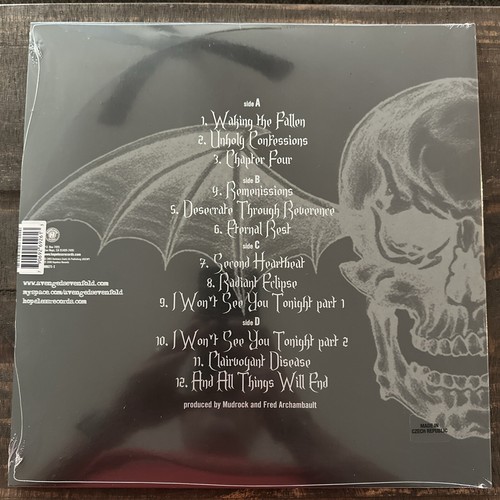 side A
1. Waking the Fallen
2. Unholy Confessions
3. Chapter Four
side B
4. Remenissions
5. Desecrate Through Reverence
6. Eternal Rest
side C
7. Second Heartbeat
8. Radiant Eclipse
9. I Won't See You Tonight part 1
side D
10. I Won't See You Tonight part 2
11. Clairvoyant Disease
12. And All Things Will End
produced by Mudrock and Fred Archambault
www.avengedsevenfold.com
myspace.com/avengedsevenfold
hopelessrecords.com
MADE IN
CZECH REPUBLIC